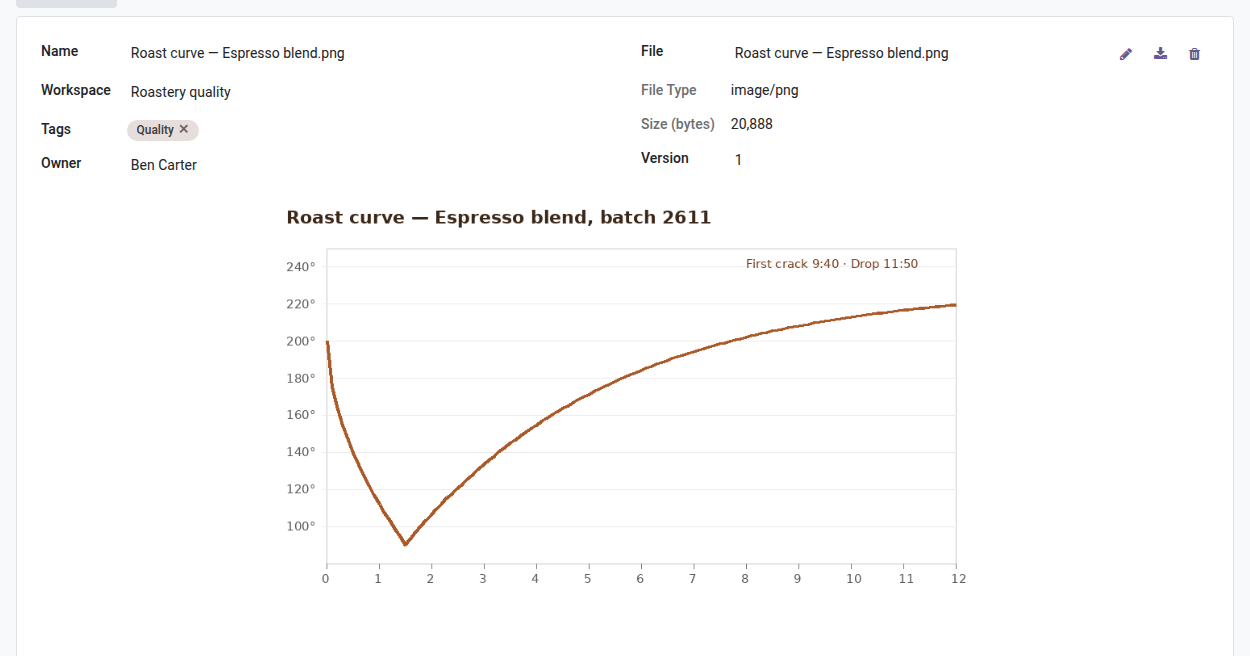 Name Roast curve — Espresso blend.png
File Roast curve — Espresso blend.png
Workspace Roastery quality
File Type image/png
Tags Quality ✕
Size (bytes) 20,888
Owner Ben Carter
Version 1
Roast curve — Espresso blend, batch 2611
First crack 9:40 · Drop 11:50
240°
220°
200°
180°
160°
140°
120°
100°
0 1 2 3 4 5 6 7 8 9 10 11 12